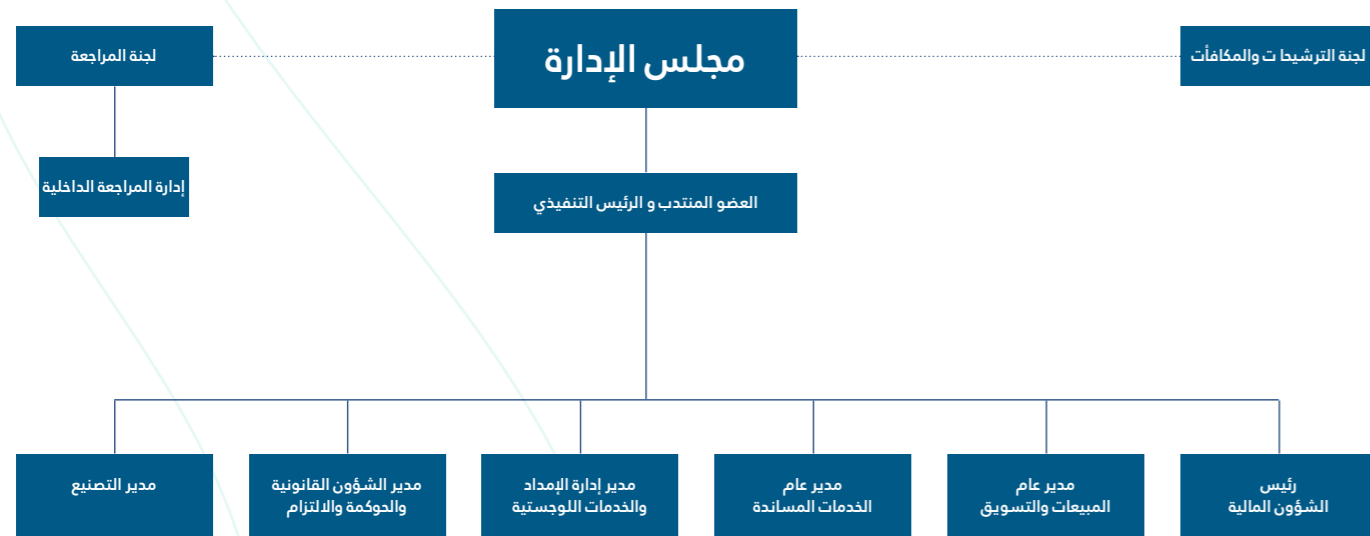 مجلس الإدارة
لجنة الترشيحا ت والمكافأت
لجنة المراجعة
إدارة المراجعة الداخلية
العضو المنتدب و الرئيس التنفيذي
رئيس
الشؤون المالية
مدير عام
المبيعات والتسويق
مدير عام
الخدمات المساندة
مدير إدارة الإمداد
والخدمات اللوجستية
مدير الشؤون القانونية
والحوكمة والالتزام
مدير التصنيع